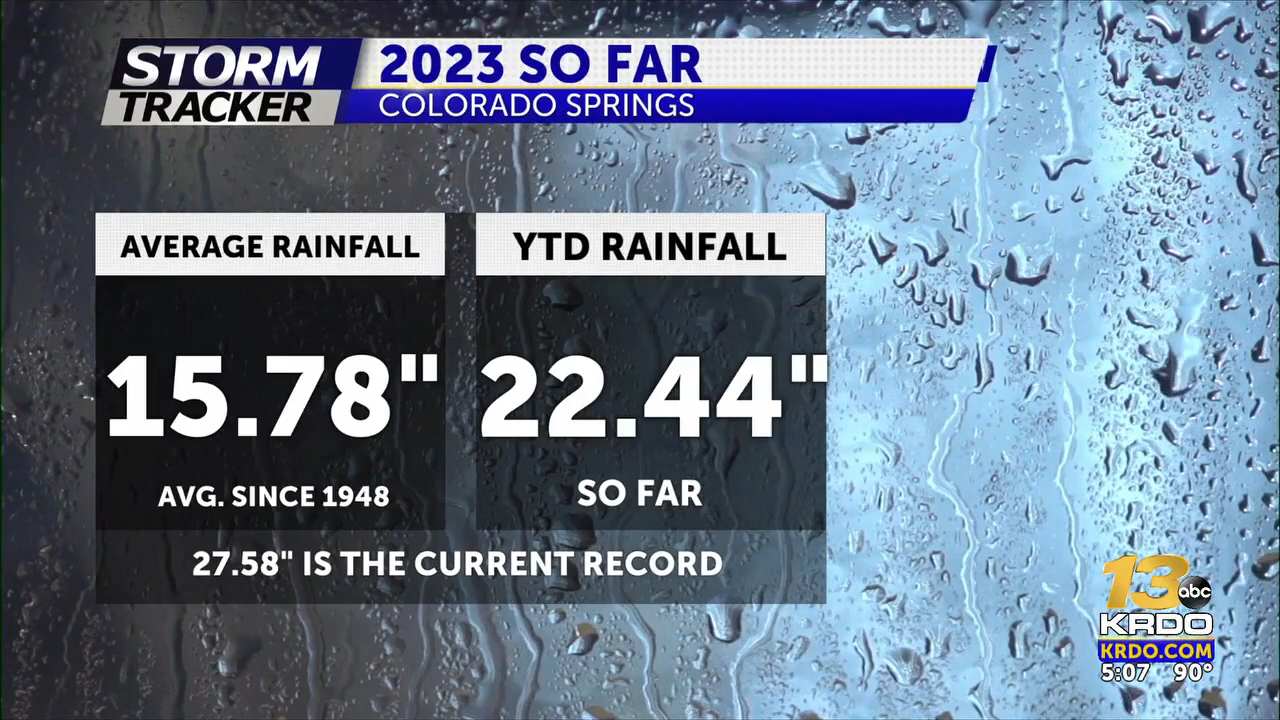 STORM
TRACKER
2023 SO FAR
COLORADO SPRINGS
AVERAGE RAINFALL
15.78"
AVG. SINCE 1948
YTD RAINFALL
22.44"
SO FAR
27.58" IS THE CURRENT RECORD
13
abc
KRDO
KRDO.COM
5:07 90°